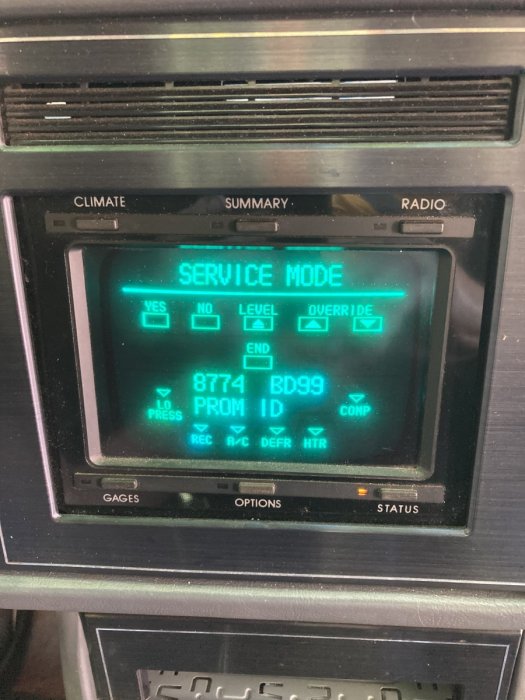 CLIMATE SUMMARY RADIO
SERVICE MODE
YES NO LEVEL OVERRIDE
END
8774 BD99
LO PRESS
PROM ID
COMP
REC A/C DEFR HTR
GAGES OPTIONS STATUS